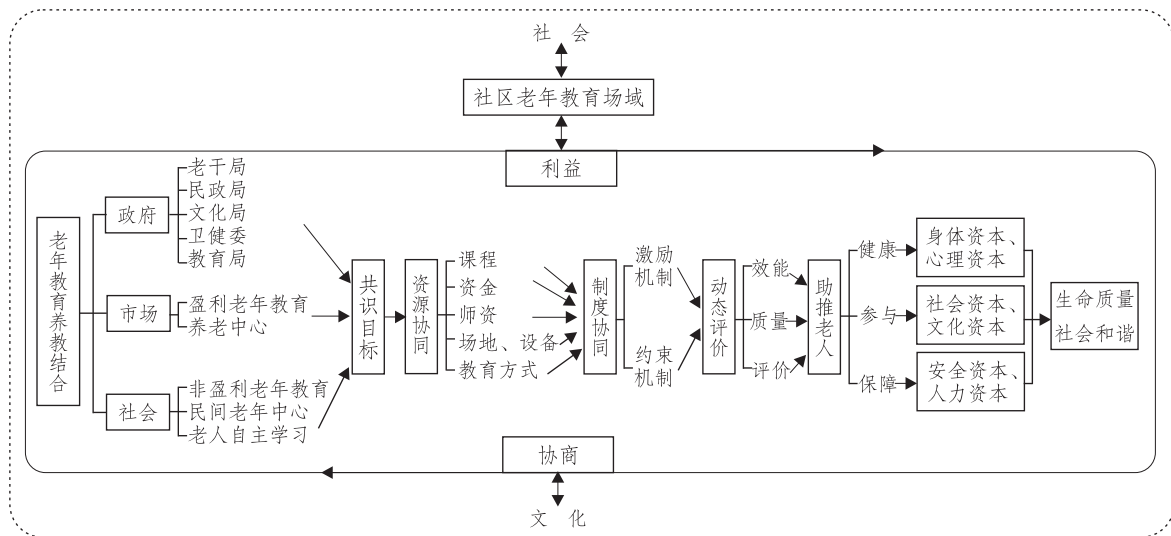 社 会
社区老年教育场域
利益
老年教育养教结合
政府
老干局
民政局
文化局
卫健委
教育局
市场
盈利老年教育
养老中心
社会
非盈利老年教育
民间老年中心
老人自主学习
共识目标
资源协同
课程
资金
师资
场地、设备
教育方式
制度协同
激励
机制
约束
机制
动态评价
效能
质量
评价
助推老人
健康
参与
保障
身体资本、
心理资本
社会资本、
文化资本
安全资本、
人力资本
生命质量
社会和谐
协商
文 化